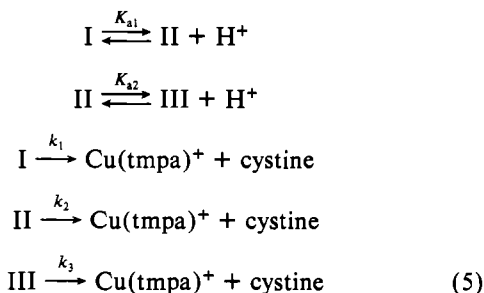 I ⇌ II + H⁺ (Kₐ₁)
II ⇌ III + H⁺ (Kₐ₂)
I →(k₁) Cu(tmpa)⁺ + cystine
II →(k₂) Cu(tmpa)⁺ + cystine
III →(k₃) Cu(tmpa)⁺ + cystine (5)